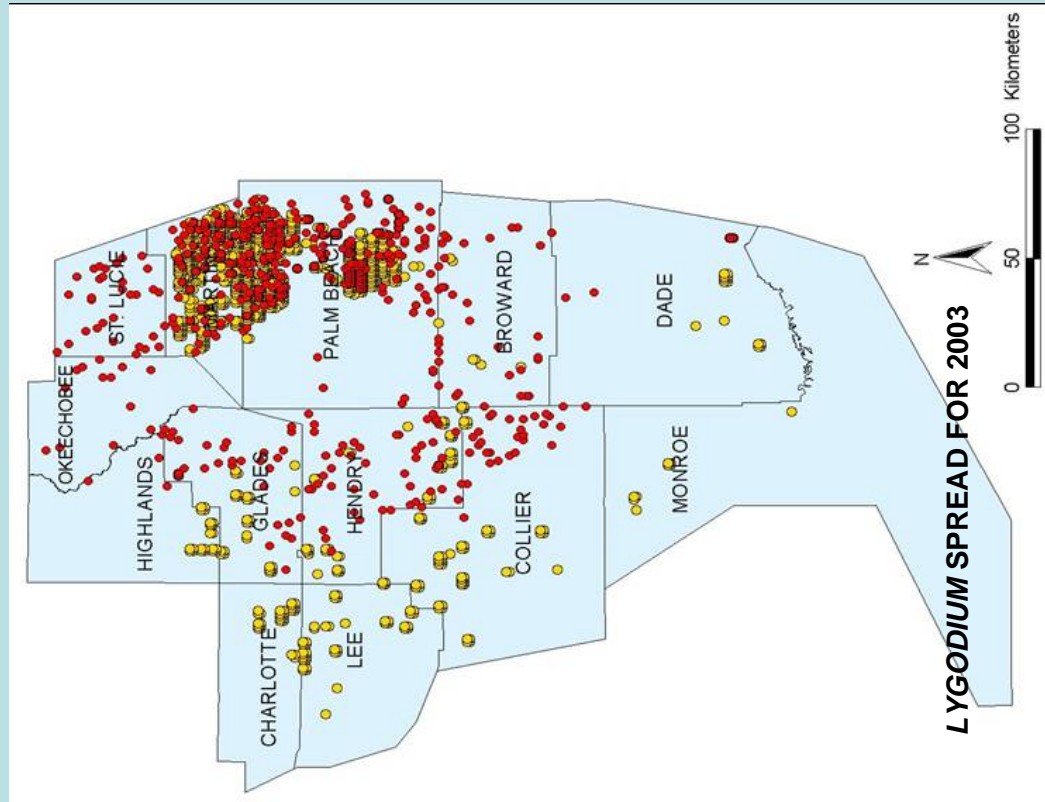 OKEECHOBEE
ST. LUCIE
HIGHLANDS
MARTIN
GLADES
CHARLOTTE
PALM BEACH
HENDRY
LEE
BROWARD
COLLIER
DADE
MONROE
N
LYGODIUM SPREAD FOR 2003
0 50 100 Kilometers